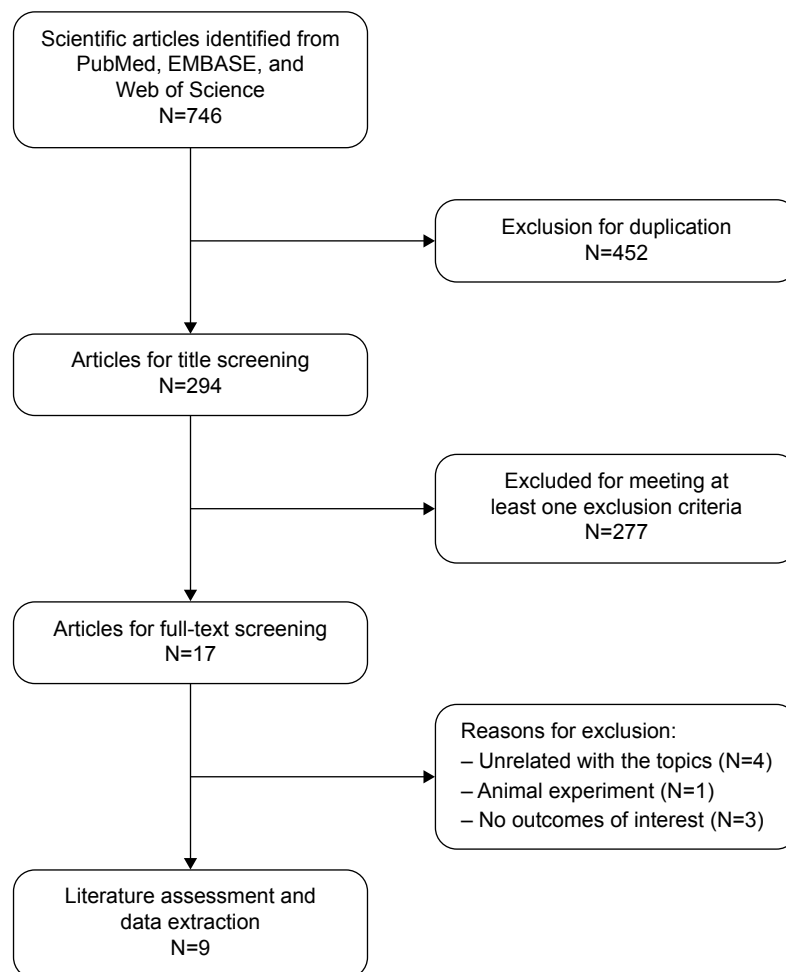 Scientific articles identified from
PubMed, EMBASE, and
Web of Science
N=746
Exclusion for duplication
N=452
Articles for title screening
N=294
Excluded for meeting at
least one exclusion criteria
N=277
Articles for full-text screening
N=17
Reasons for exclusion:
– Unrelated with the topics (N=4)
– Animal experiment (N=1)
– No outcomes of interest (N=3)
Literature assessment and
data extraction
N=9